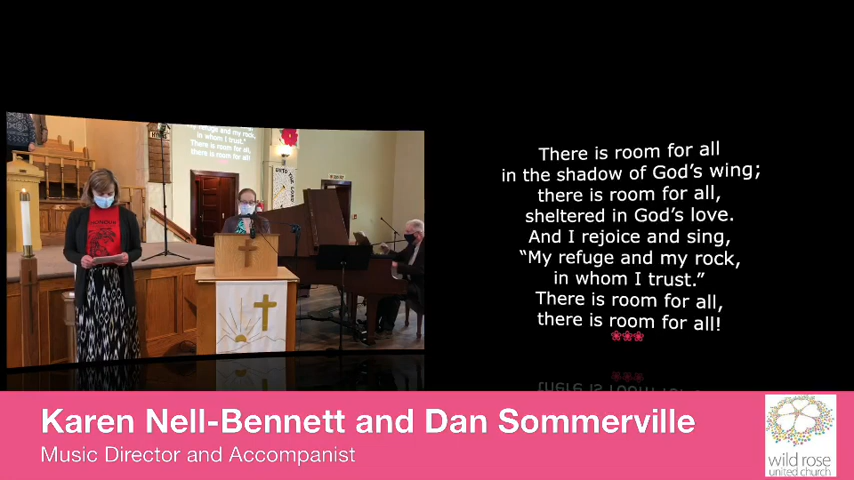 My refuge and my rock,
in whom I trust."
There is room for all,
there is room for all!
There is room for all
in the shadow of God's wing;
there is room for all,
sheltered in God's love.
And I rejoice and sing,
“My refuge and my rock,
in whom I trust.”
There is room for all,
there is room for all!
Karen Nell-Bennett and Dan Sommerville
Music Director and Accompanist
wild rose
united church